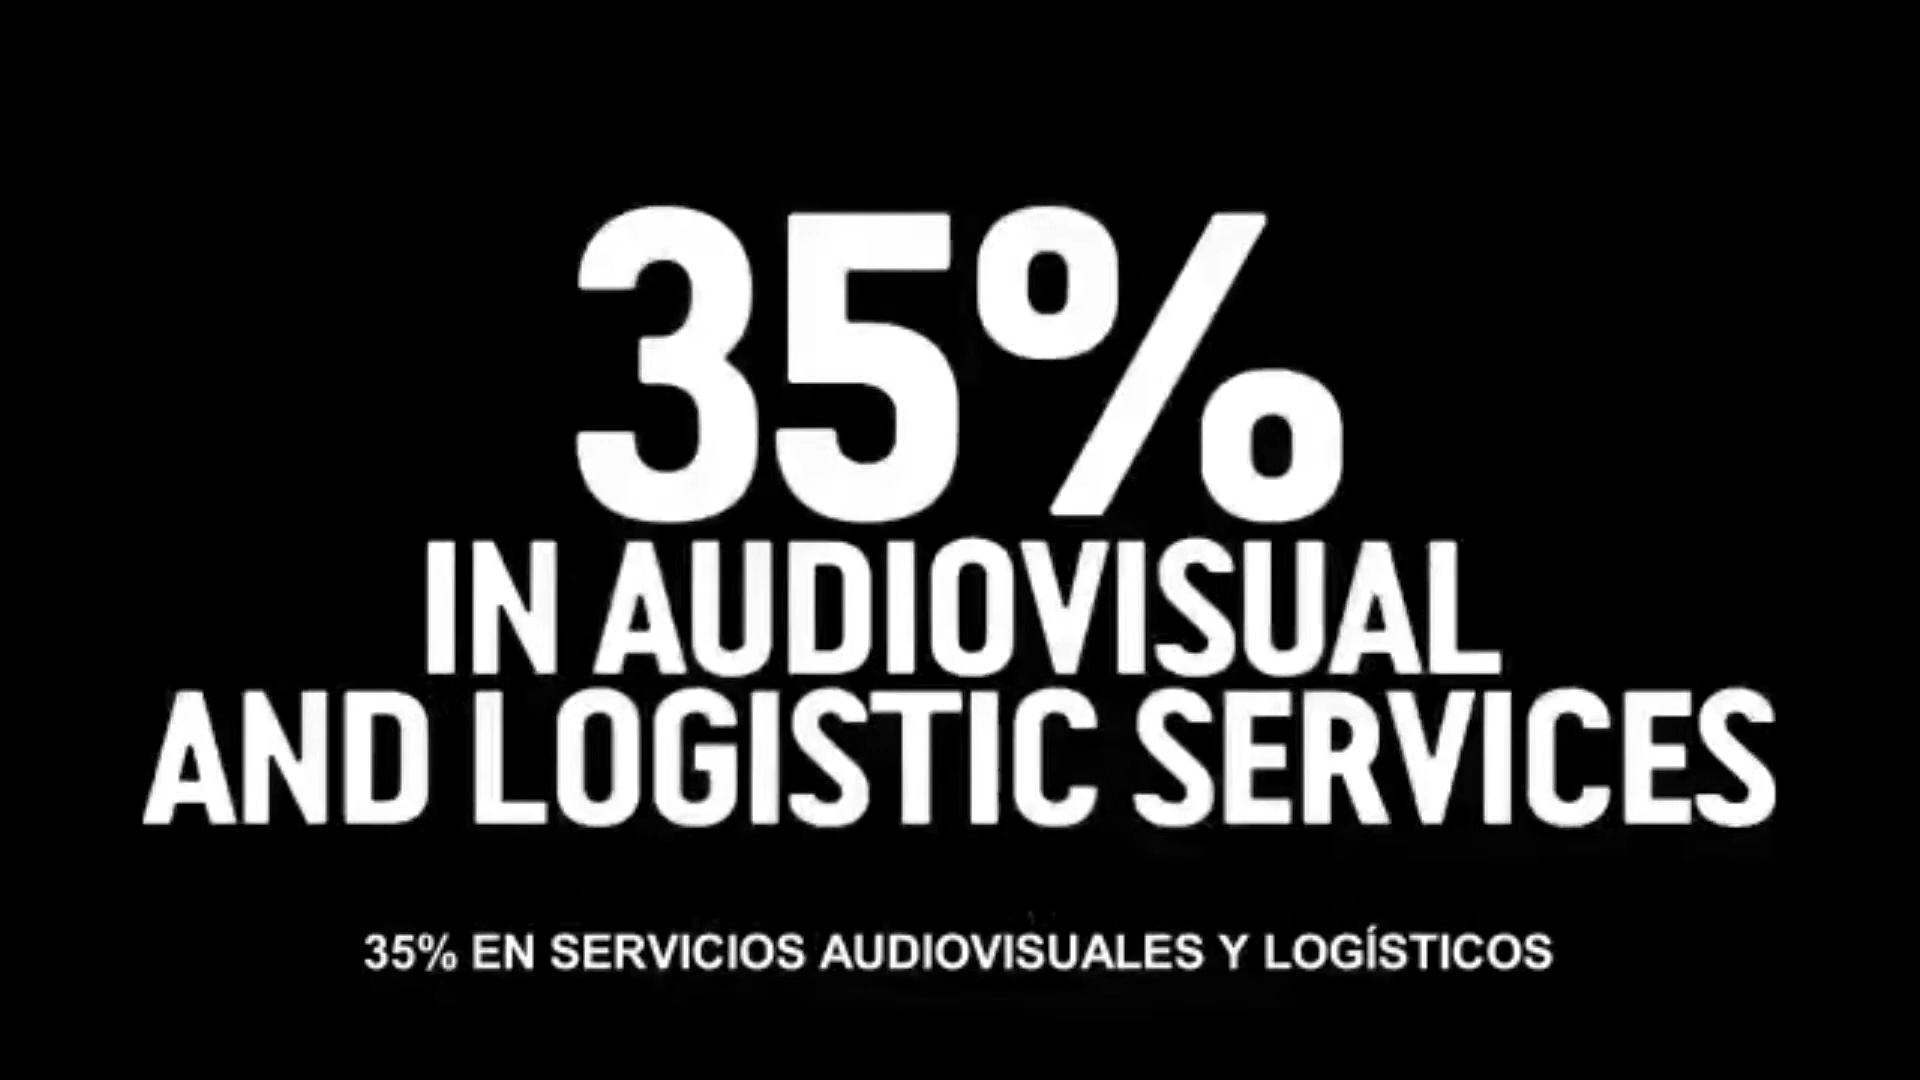 35%
IN AUDIOVISUAL
AND LOGISTIC SERVICES
35% EN SERVICIOS AUDIOVISUALES Y LOGÍSTICOS